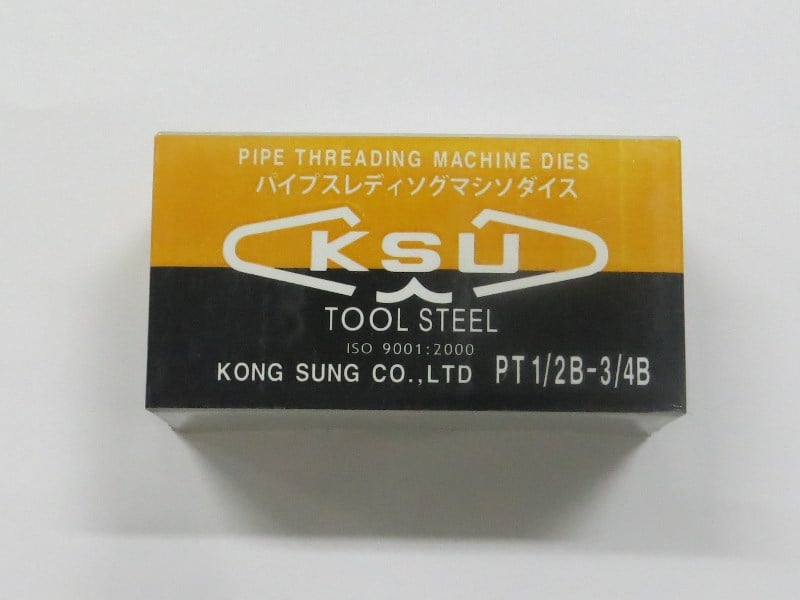 PIPE THREADING MACHINE DIES
パイプスレディソグマシソダイス
KSU
TOOL STEEL
ISO 9001:2000
KONG SUNG CO.,LTD PT 1/2B-3/4B